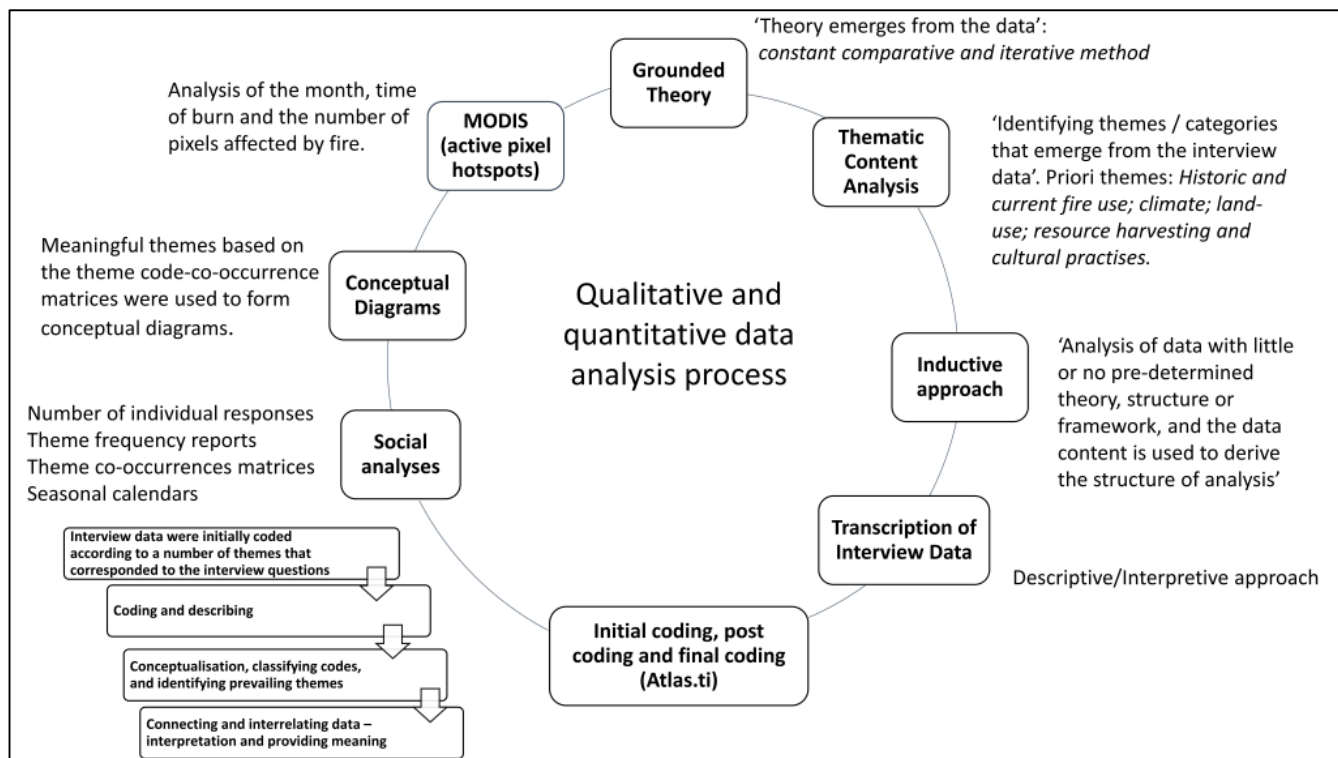 'Theory emerges from the data':
constant comparative and iterative method
Grounded
Theory
Analysis of the month, time
of burn and the number of
pixels affected by fire.
MODIS
(active pixel
hotspots)
Thematic
Content
Analysis
'Identifying themes / categories
that emerge from the interview
data'. Priori themes: Historic and
current fire use; climate; land-
use; resource harvesting and
cultural practises.
Meaningful themes based on
the theme code-co-occurrence
matrices were used to form
conceptual diagrams.
Conceptual
Diagrams
Qualitative and
quantitative data
analysis process
Inductive
approach
'Analysis of data with little
or no pre-determined
theory, structure or
framework, and the data
content is used to derive
the structure of analysis'
Number of individual responses
Theme frequency reports
Theme co-occurrences matrices
Seasonal calendars
Social
analyses
Transcription of
Interview Data
Descriptive/Interpretive approach
Initial coding, post
coding and final coding
(Atlas.ti)
Interview data were initially coded
according to a number of themes that
corresponded to the interview questions
Coding and describing
Conceptualisation, classifying codes,
and identifying prevailing themes
Connecting and interrelating data –
interpretation and providing meaning